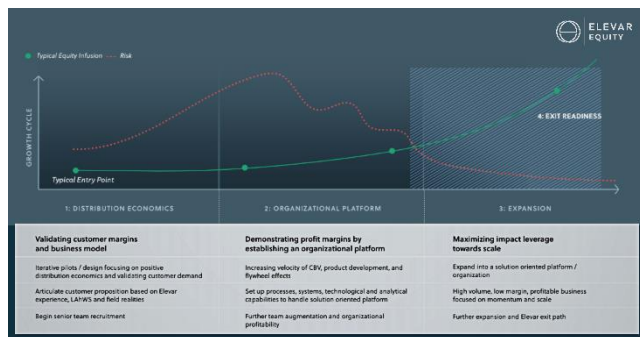 ELEVAR
EQUITY
Typical Equity Infusion
Risk
GROWTH CYCLE
4: EXIT READINESS
Typical Entry Point
1: DISTRIBUTION ECONOMICS
2: ORGANIZATIONAL PLATFORM
3: EXPANSION
Validating customer margins
and business model
Iterative pilots / design focusing on positive
distribution economics and validating customer demand
Articulate customer proposition based on Elevar
experience, LAHWS and field realities
Begin senior team recruitment
Demonstrating profit margins by
establishing an organizational platform
Increasing velocity of CBV, product development, and
flywheel effects
Set up processes, systems, technological and analytical
capabilities to handle solution oriented platform
Further team augmentation and organizational
profitability
Maximizing impact leverage
towards scale
Expand into a solution oriented platform /
organization
High volume, low margin, profitable business
focused on momentum and scale
Further expansion and Elevar exit path